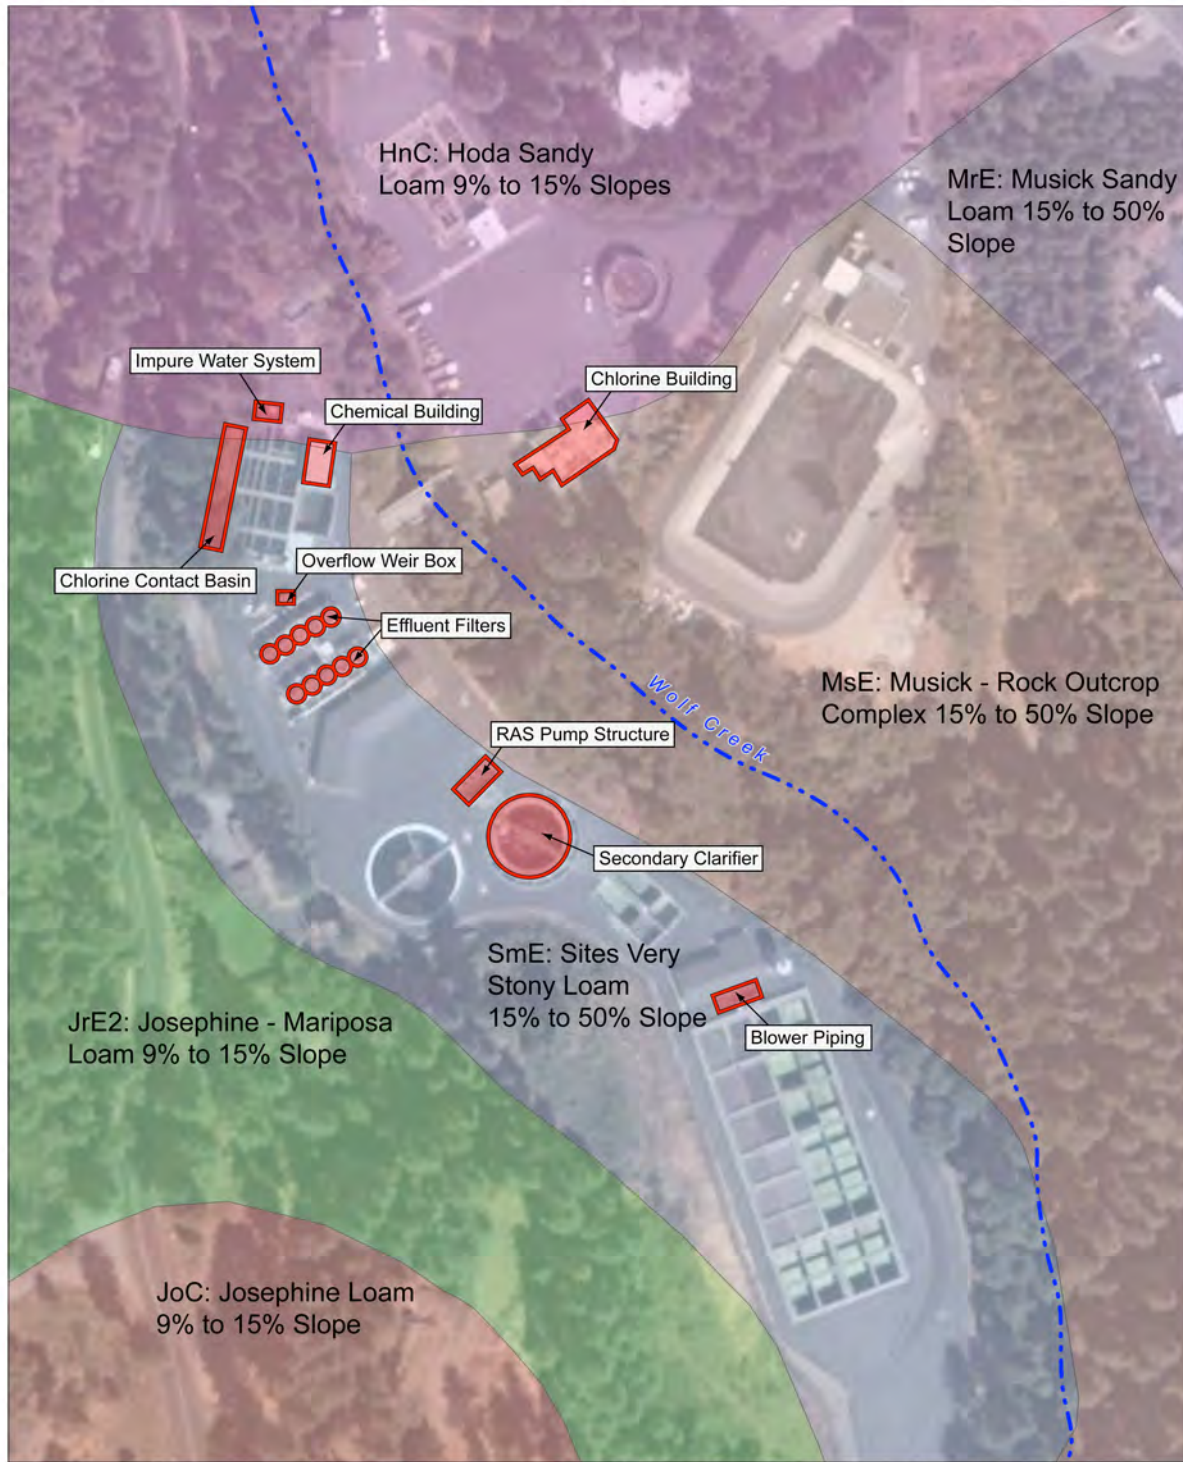 HnC: Hoda Sandy
Loam 9% to 15% Slopes
MrE: Musick Sandy
Loam 15% to 50%
Slope
Impure Water System
Chlorine Building
Chemical Building
Overflow Weir Box
Chlorine Contact Basin
Effluent Filters
Wolf Creek
MsE: Musick - Rock Outcrop
Complex 15% to 50% Slope
RAS Pump Structure
Secondary Clarifier
SmE: Sites Very
Stony Loam
15% to 50% Slope
JrE2: Josephine - Mariposa
Loam 9% to 15% Slope
Blower Piping
JoC: Josephine Loam
9% to 15% Slope